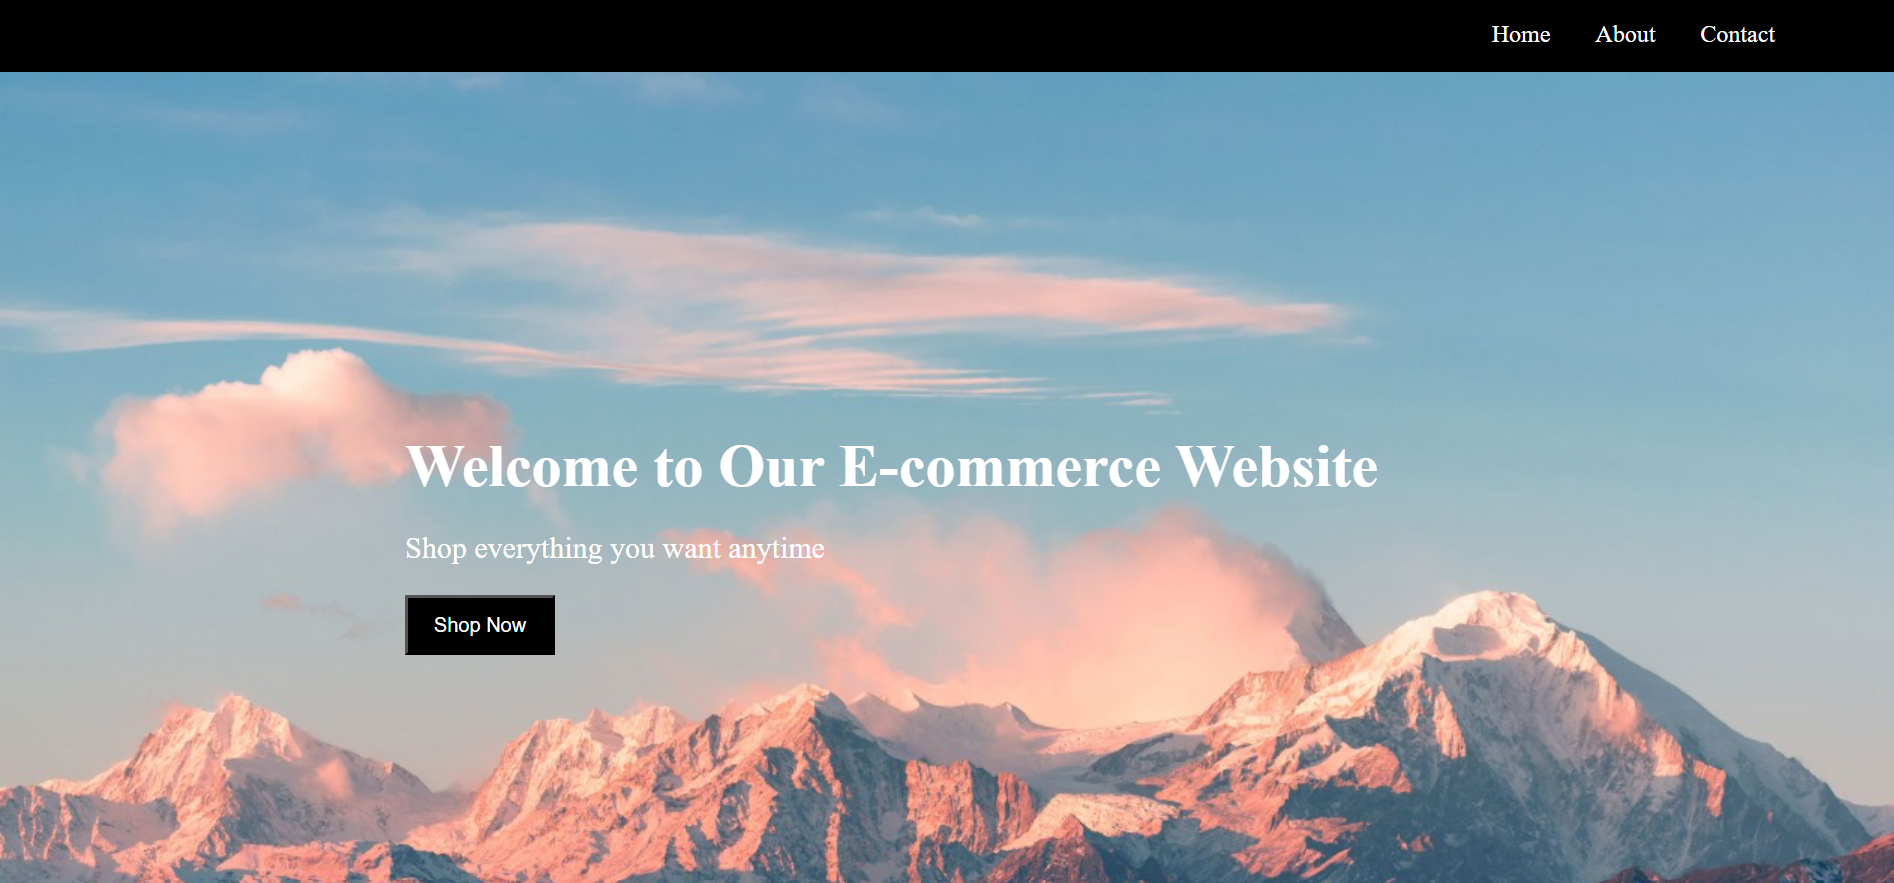 Home About Contact
Welcome to Our E-commerce Website
Shop everything you want anytime
Shop Now